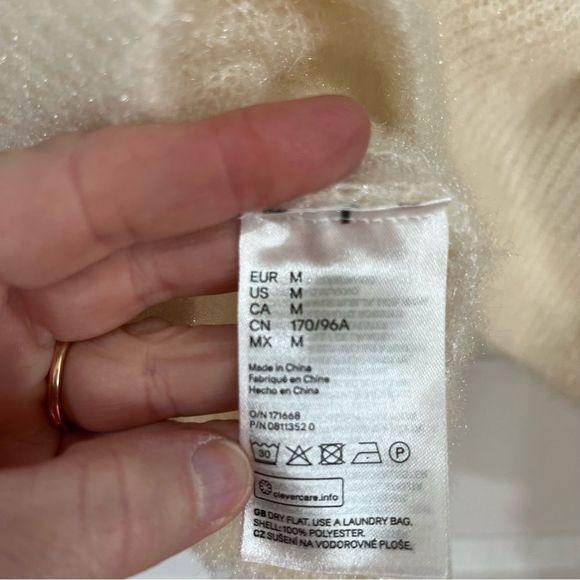 EUR M
US M
CA M
CN 170/96A
MX M
Made in China
Fabriqué en Chine
Hecho en China
O/N 171668
P/N 0811352 0
30
P
clevercare.info
GB DRY FLAT. USE A LAUNDRY BAG.
SHELL: 100% POLYESTER.
CZ SUŠENÍ NA VODOROVNÉ PLOŠE.